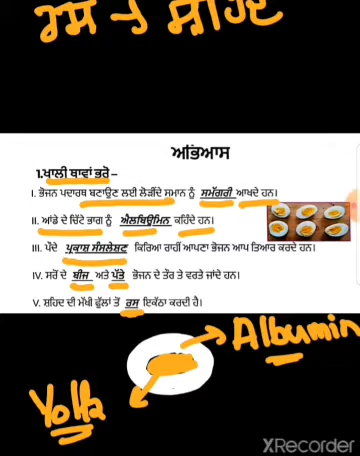 ਰਸ → ਸ਼ਹਿਦ
ਅਭਿਆਸ
1.ਖਾਲੀ ਥਾਵਾਂ ਭਰੋ –
I. ਭੋਜਨ ਪਦਾਰਥ ਬਣਾਉਣ ਲਈ ਲੋੜੀਂਦੇ ਸਮਾਨ ਨੂੰ ਸਮੱਗਰੀ ਆਖਦੇ ਹਨ।
II. ਆਂਡੇ ਦੇ ਚਿੱਟੇ ਭਾਗ ਨੂੰ ਐਲਬਿਊਮਿਨ ਕਹਿੰਦੇ ਹਨ।
III. ਪੌਦੇ ਪ੍ਰਕਾਸ਼ ਸੰਸਲੇਸ਼ਣ ਕਿਰਿਆ ਰਾਹੀਂ ਆਪਣਾ ਭੋਜਨ ਆਪ ਤਿਆਰ ਕਰਦੇ ਹਨ।
IV. ਸਰੋਂ ਦੇ ਬੀਜ ਅਤੇ ਪੱਤੇ ਭੋਜਨ ਦੇ ਤੌਰ ਤੇ ਵਰਤੇ ਜਾਂਦੇ ਹਨ।
V. ਸ਼ਹਿਦ ਦੀ ਮੱਖੀ ਫੁੱਲਾਂ ਤੋਂ ਰਸ ਇਕੱਠਾ ਕਰਦੀ ਹੈ।
Albumin
Yolk
XRecorder